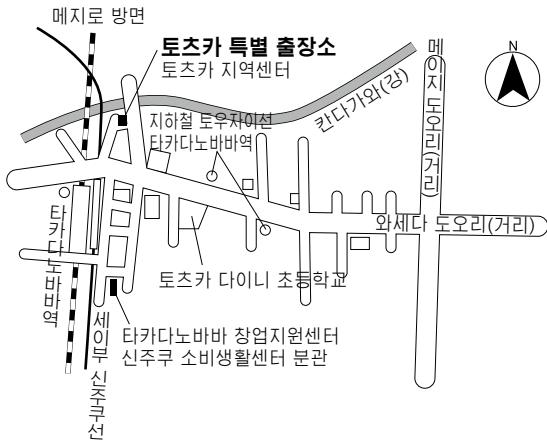 메지로 방면
토츠카 특별 출장소
토츠카 지역센터
N
메이지 도오리(거리)
칸다가와(강)
지하철 토우자이선
타카다노바바역
와세다 도오리(거리)
타카다노바바역
토츠카 다이니 초등학교
세이부 신주쿠선
타카다노바바 창업지원센터
신주쿠 소비생활센터 분관